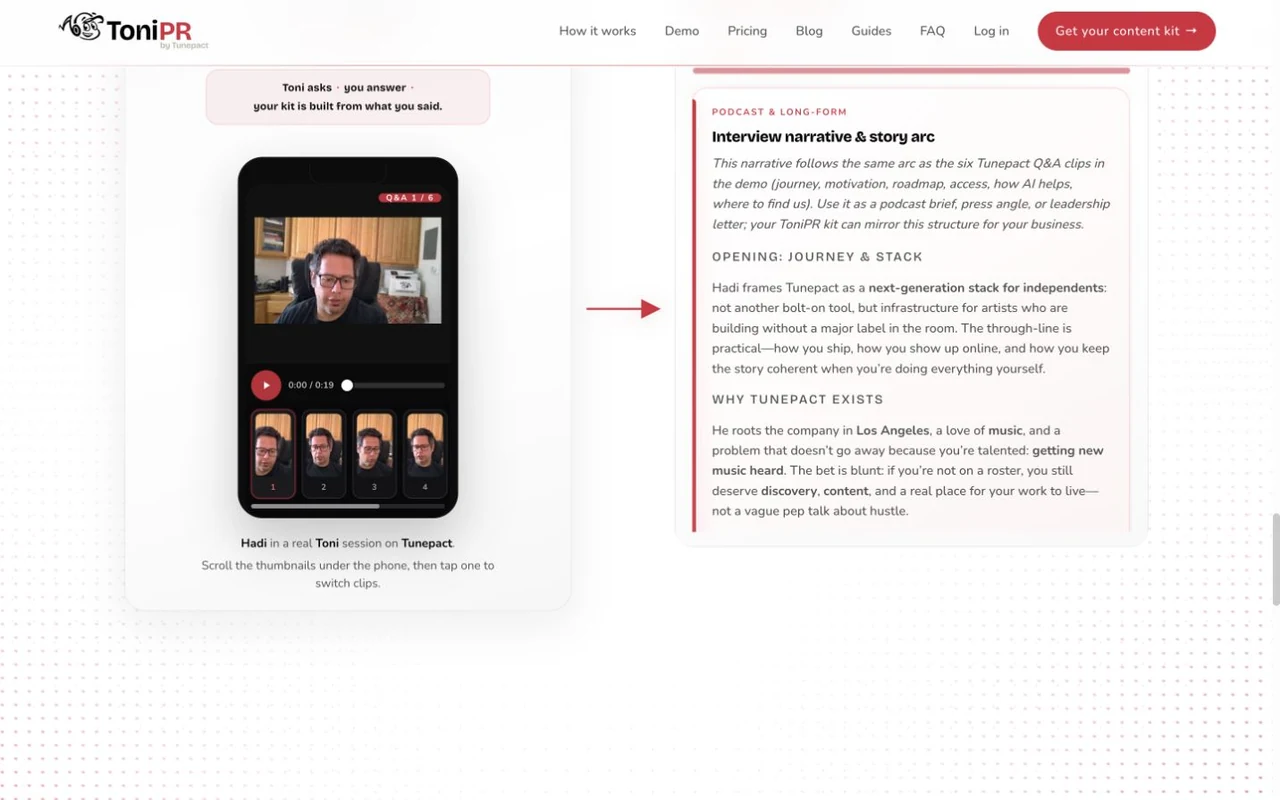 ToniPR
by Tunepact
How it works
Demo
Pricing
Blog
Guides
FAQ
Log in
Get your content kit →
Toni asks · you answer ·
your kit is built from what you said.
Q&A 1 / 6
0:00 / 0:19
1
2
3
4
Hadi in a real Toni session on Tunepact.
Scroll the thumbnails under the phone, then tap one to
switch clips.
PODCAST & LONG-FORM
Interview narrative & story arc
This narrative follows the same arc as the six Tunepact Q&A clips in
the demo (journey, motivation, roadmap, access, how AI helps,
where to find us). Use it as a podcast brief, press angle, or leadership
letter; your ToniPR kit can mirror this structure for your business.
OPENING: JOURNEY & STACK
Hadi frames Tunepact as a next-generation stack for independents:
not another bolt-on tool, but infrastructure for artists who are
building without a major label in the room. The through-line is
practical—how you ship, how you show up online, and how you keep
the story coherent when you're doing everything yourself.
WHY TUNEPACT EXISTS
He roots the company in Los Angeles, a love of music, and a
problem that doesn't go away because you're talented: getting new
music heard. The bet is blunt: if you're not on a roster, you still
deserve discovery, content, and a real place for your work to live—
not a vague pep talk about hustle.